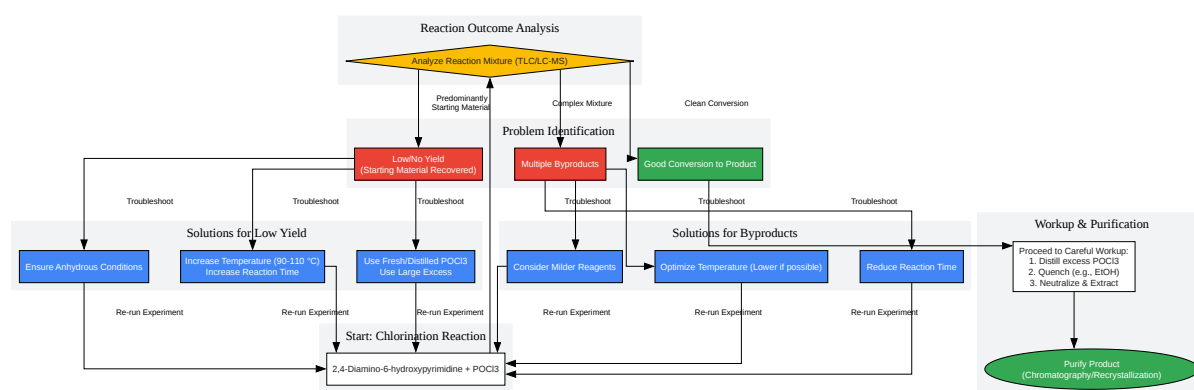 Reaction Outcome Analysis
Analyze Reaction Mixture (TLC/LC-MS)
Predominantly
Starting Material
Complex Mixture
Clean Conversion
Problem Identification
Low/No Yield
(Starting Material Recovered)
Multiple Byproducts
Good Conversion to Product
Troubleshoot
Troubleshoot
Troubleshoot
Troubleshoot
Troubleshoot
Troubleshoot
Solutions for Low Yield
Ensure Anhydrous Conditions
Increase Temperature (90-110 °C)
Increase Reaction Time
Use Fresh/Distilled POCl3
Use Large Excess
Solutions for Byproducts
Consider Milder Reagents
Optimize Temperature (Lower if possible)
Reduce Reaction Time
Workup & Purification
Proceed to Careful Workup:
1. Distill excess POCl3
2. Quench (e.g., EtOH)
3. Neutralize & Extract
Re-run Experiment
Re-run Experiment
Re-run Experiment
Re-run Experiment
Re-run Experiment
Re-run Experiment
Start: Chlorination Reaction
2,4-Diamino-6-hydroxypyrimidine + POCl3
Purify Product
(Chromatography/Recrystallization)